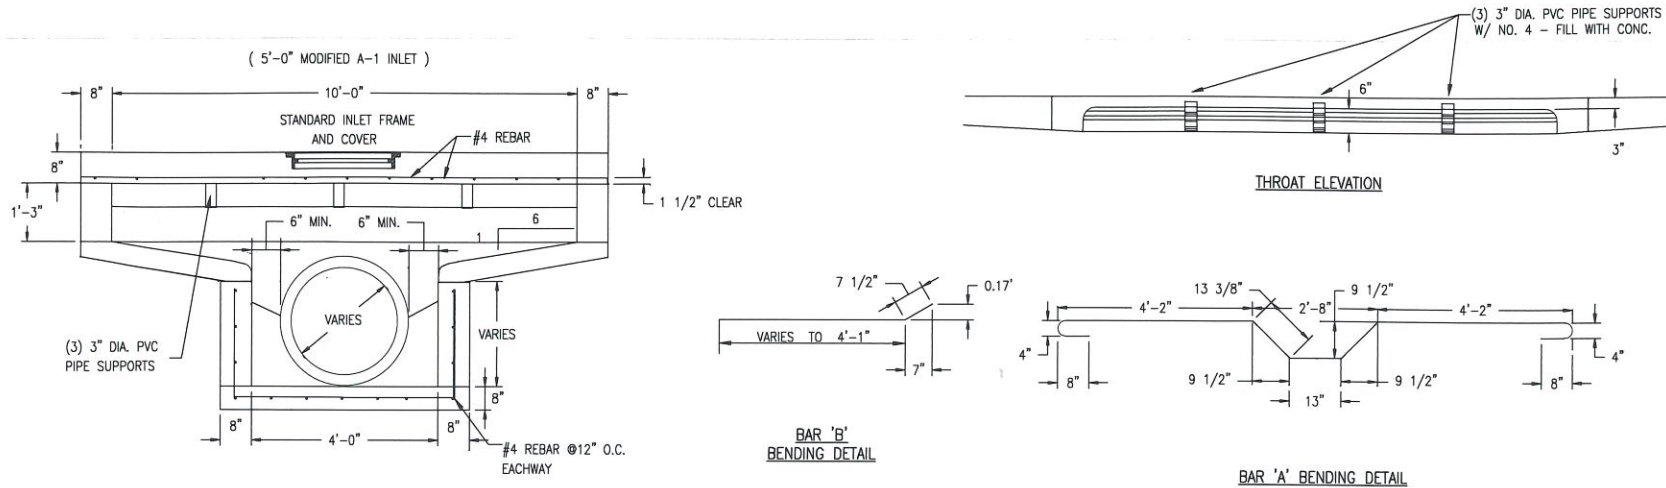 ( 5'-0" MODIFIED A-1 INLET )
8"
10'-0"
8"
STANDARD INLET FRAME
AND COVER
#4 REBAR
8"
1'-3"
1 1/2" CLEAR
6" MIN.
6" MIN.
6
1
VARIES
VARIES
(3) 3" DIA. PVC
PIPE SUPPORTS
8"
8"
4'-0"
8"
#4 REBAR @12" O.C.
EACHWAY
(3) 3" DIA. PVC PIPE SUPPORTS
W/ NO. 4 - FILL WITH CONC.
6"
3"
THROAT ELEVATION
7 1/2"
0.17'
VARIES TO 4'-1"
7"
BAR 'B'
BENDING DETAIL
13 3/8"
9 1/2"
4'-2"
2'-8"
4'-2"
4"
4"
8"
9 1/2"
9 1/2"
8"
13"
BAR 'A' BENDING DETAIL